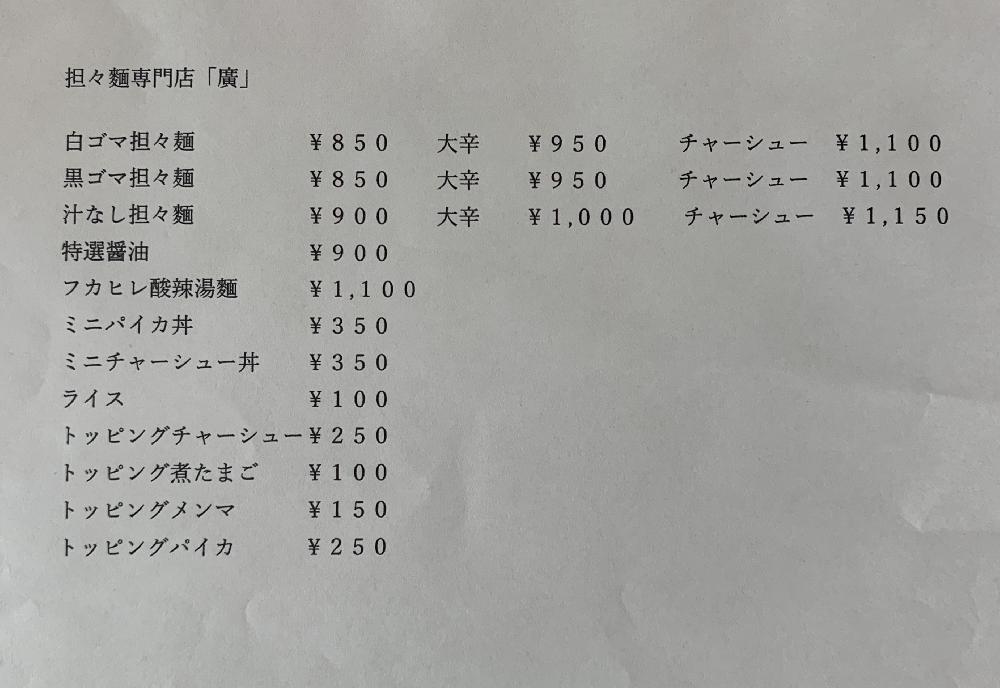 担々麵専門店「廣」
白ゴマ担々麺 ￥８５０ 大辛 ￥９５０ チャーシュー ￥１,１００
黒ゴマ担々麺 ￥８５０ 大辛 ￥９５０ チャーシュー ￥１,１００
汁なし担々麺 ￥９００ 大辛 ￥１,０００ チャーシュー ￥１,１５０
特選醤油 ￥９００
フカヒレ酸辣湯麺 ￥１,１００
ミニパイカ丼 ￥３５０
ミニチャーシュー丼 ￥３５０
ライス ￥１００
トッピングチャーシュー￥２５０
トッピング煮たまご ￥１００
トッピングメンマ ￥１５０
トッピングパイカ ￥２５０